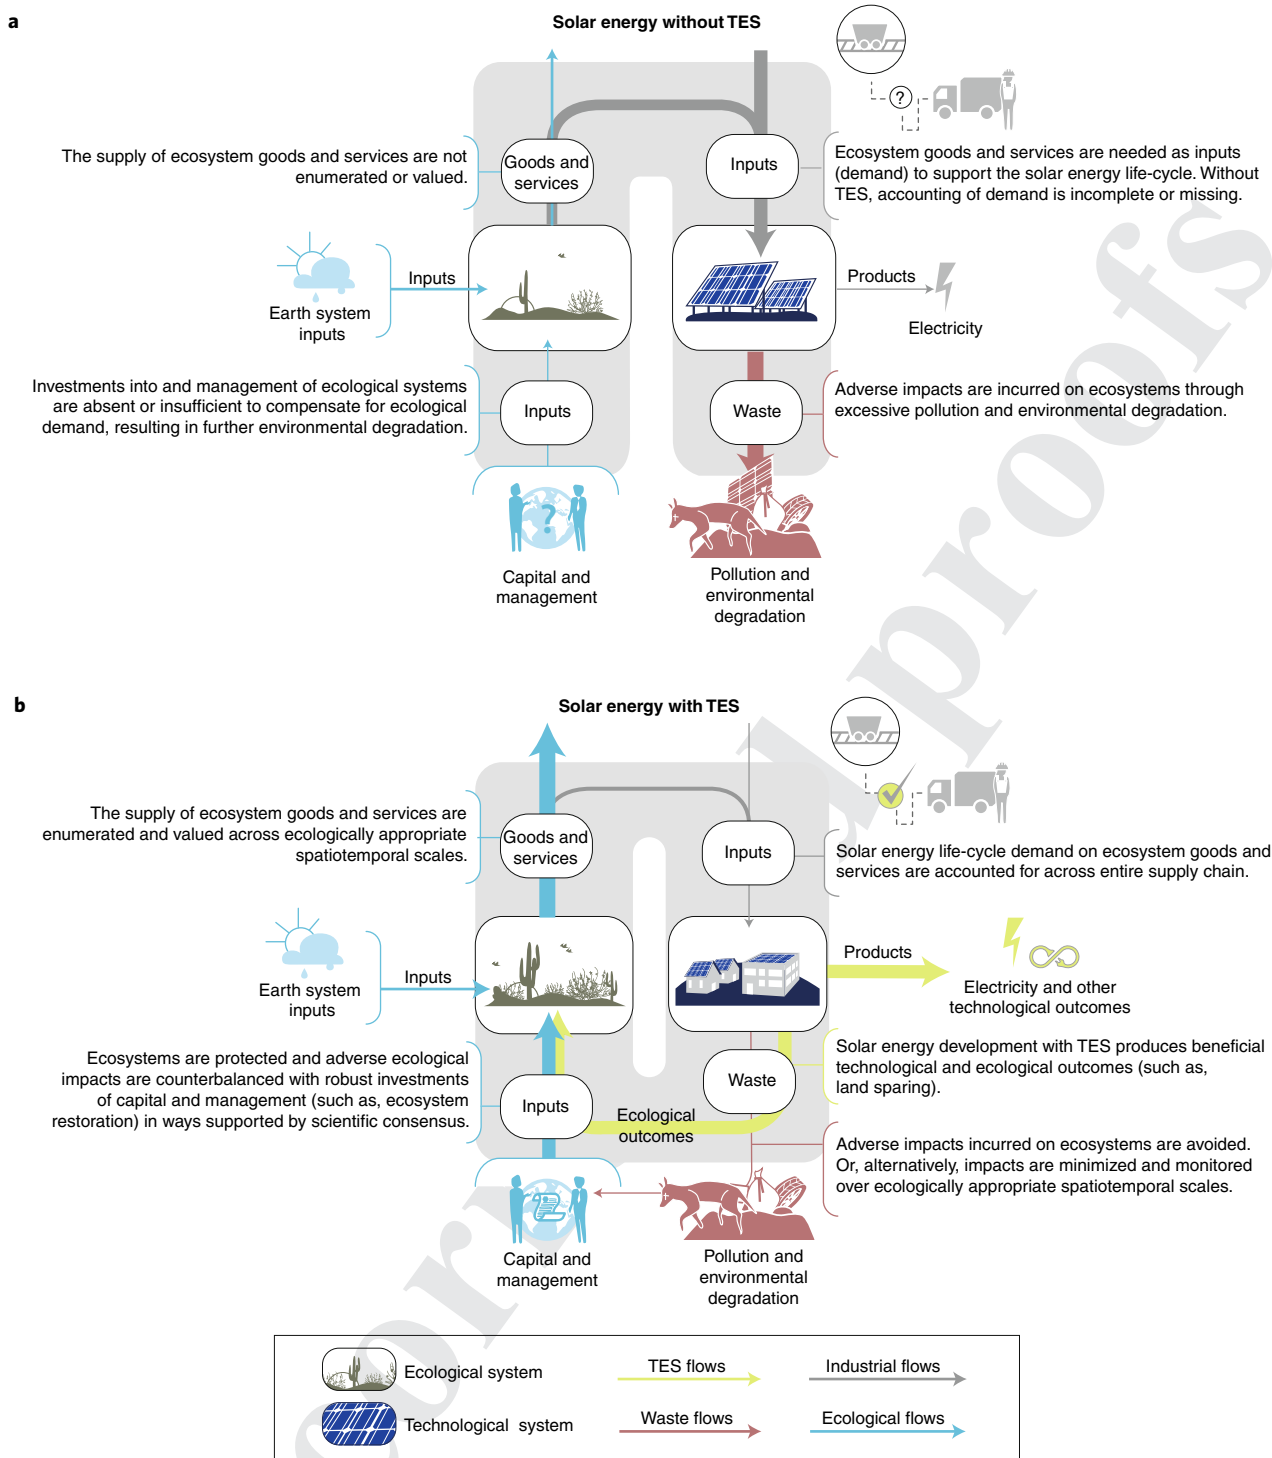 a
Solar energy without TES
?
The supply of ecosystem goods and services are not
enumerated or valued.
Goods and
services
Inputs
Ecosystem goods and services are needed as inputs
(demand) to support the solar energy life-cycle. Without
TES, accounting of demand is incomplete or missing.
Earth system
inputs
Inputs
Products
Electricity
Investments into and management of ecological systems
are absent or insufficient to compensate for ecological
demand, resulting in further environmental degradation.
Inputs
Waste
Adverse impacts are incurred on ecosystems through
excessive pollution and environmental degradation.
?
Capital and
management
Pollution and
environmental
degradation
b
Solar energy with TES
The supply of ecosystem goods and services are
enumerated and valued across ecologically appropriate
spatiotemporal scales.
Goods and
services
Inputs
Solar energy life-cycle demand on ecosystem goods and
services are accounted for across entire supply chain.
Earth system
inputs
Inputs
Products
Electricity and other
technological outcomes
Ecosystems are protected and adverse ecological
impacts are counterbalanced with robust investments
of capital and management (such as, ecosystem
restoration) in ways supported by scientific consensus.
Inputs
Ecological
outcomes
Waste
Solar energy development with TES produces beneficial
technological and ecological outcomes (such as,
land sparing).
Adverse impacts incurred on ecosystems are avoided.
Or, alternatively, impacts are minimized and monitored
over ecologically appropriate spatiotemporal scales.
Capital and
management
Pollution and
environmental
degradation
Ecological system
TES flows
Industrial flows
Technological system
Waste flows
Ecological flows
proofs